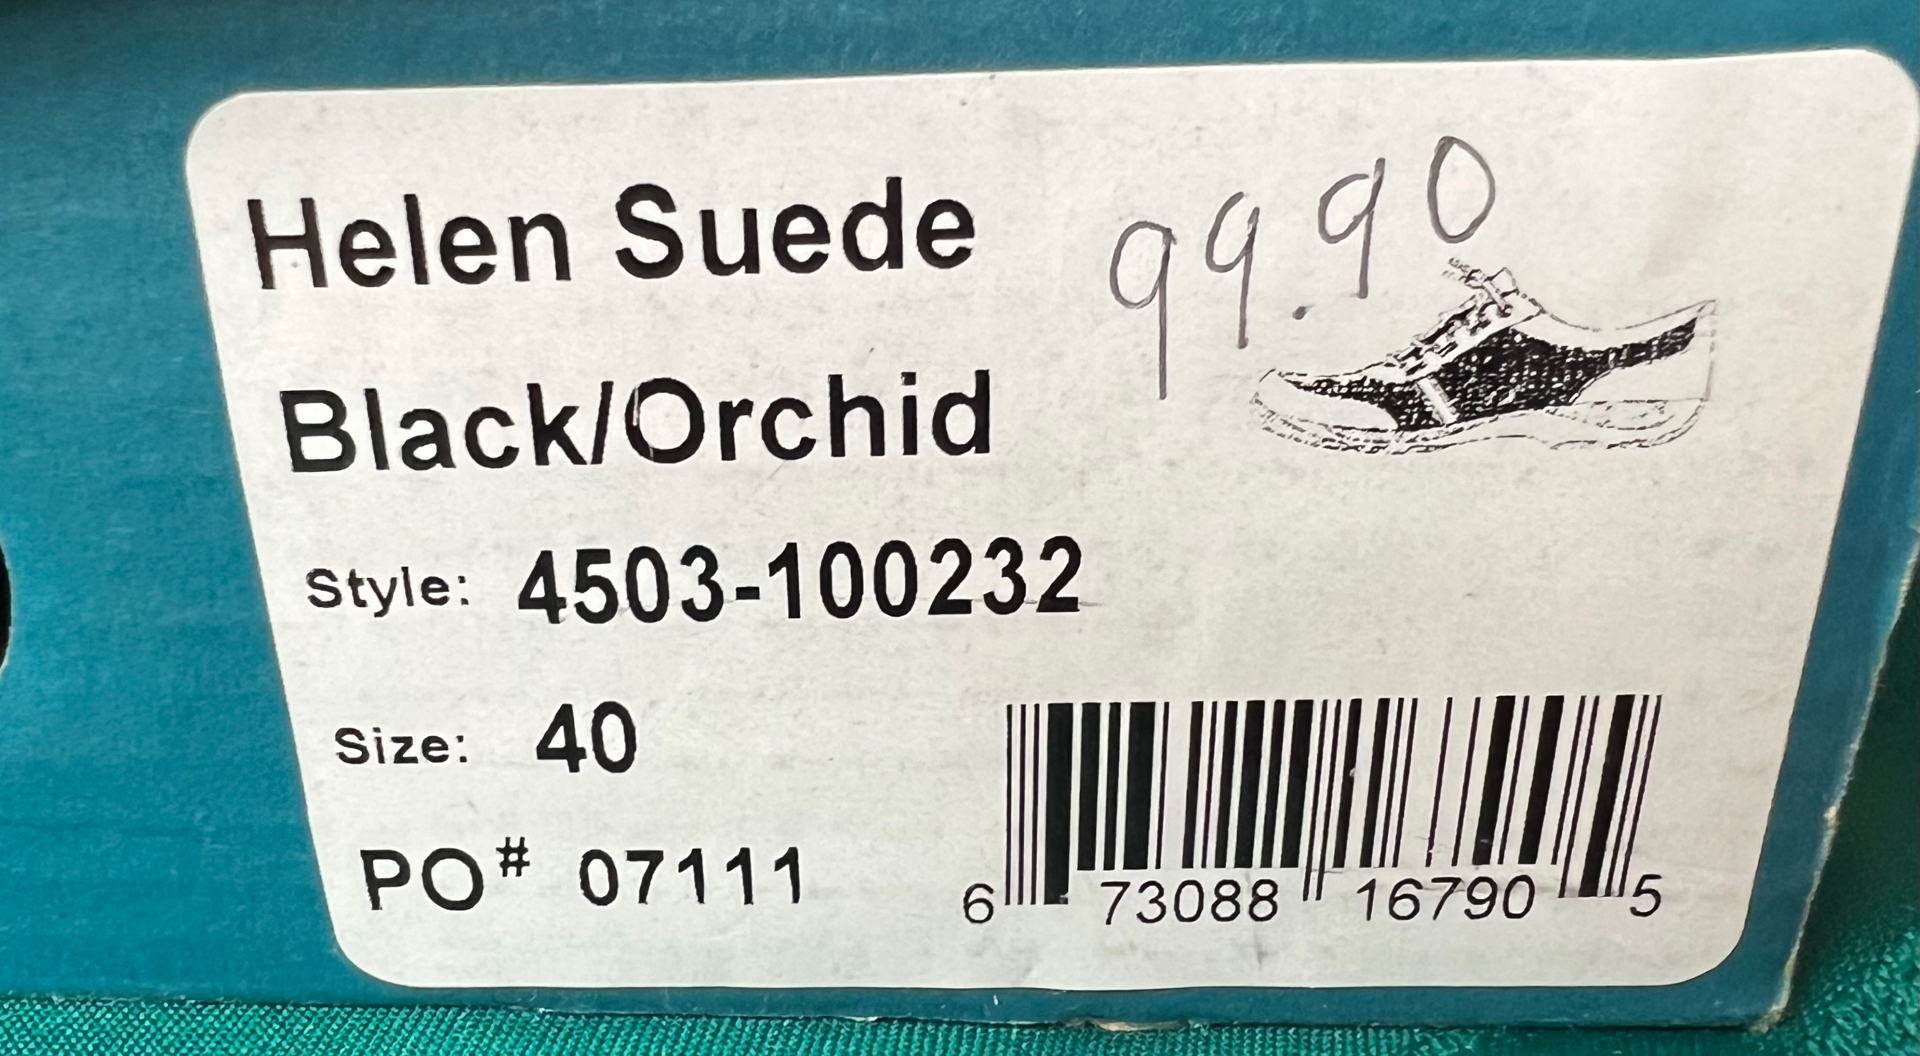 Helen Suede
99.90
Black/Orchid
Style: 4503-100232
Size: 40
PO# 07111
6 73088 16790 5